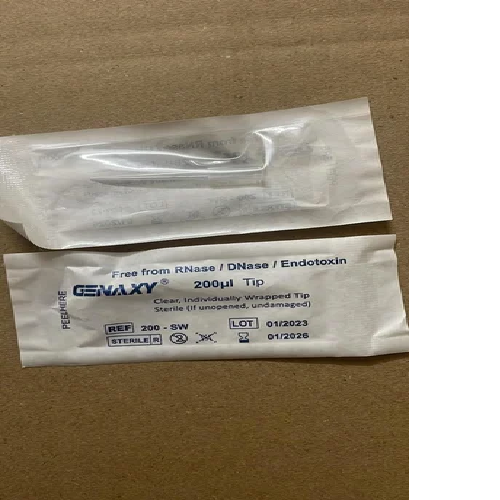 Free from RNase / DNase / Endotoxin
GENAXY® 200µl Tip
PEEL HERE
Clear, Individually Wrapped Tip
Sterile (if unopened, undamaged)
REF 200 - SW LOT 01/2023
STERILE R 2 01/2026